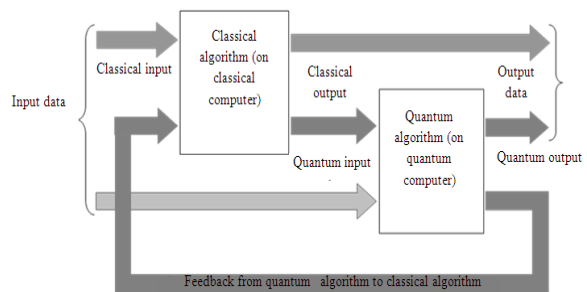 Classical
algorithm (on
classical
computer)
Classical input
Classical
output
Output
data
Input data
Quantum
algorithm (on
quantum
computer)
Quantum input
Quantum output
Feedback from quantum algorithm to classical algorithm